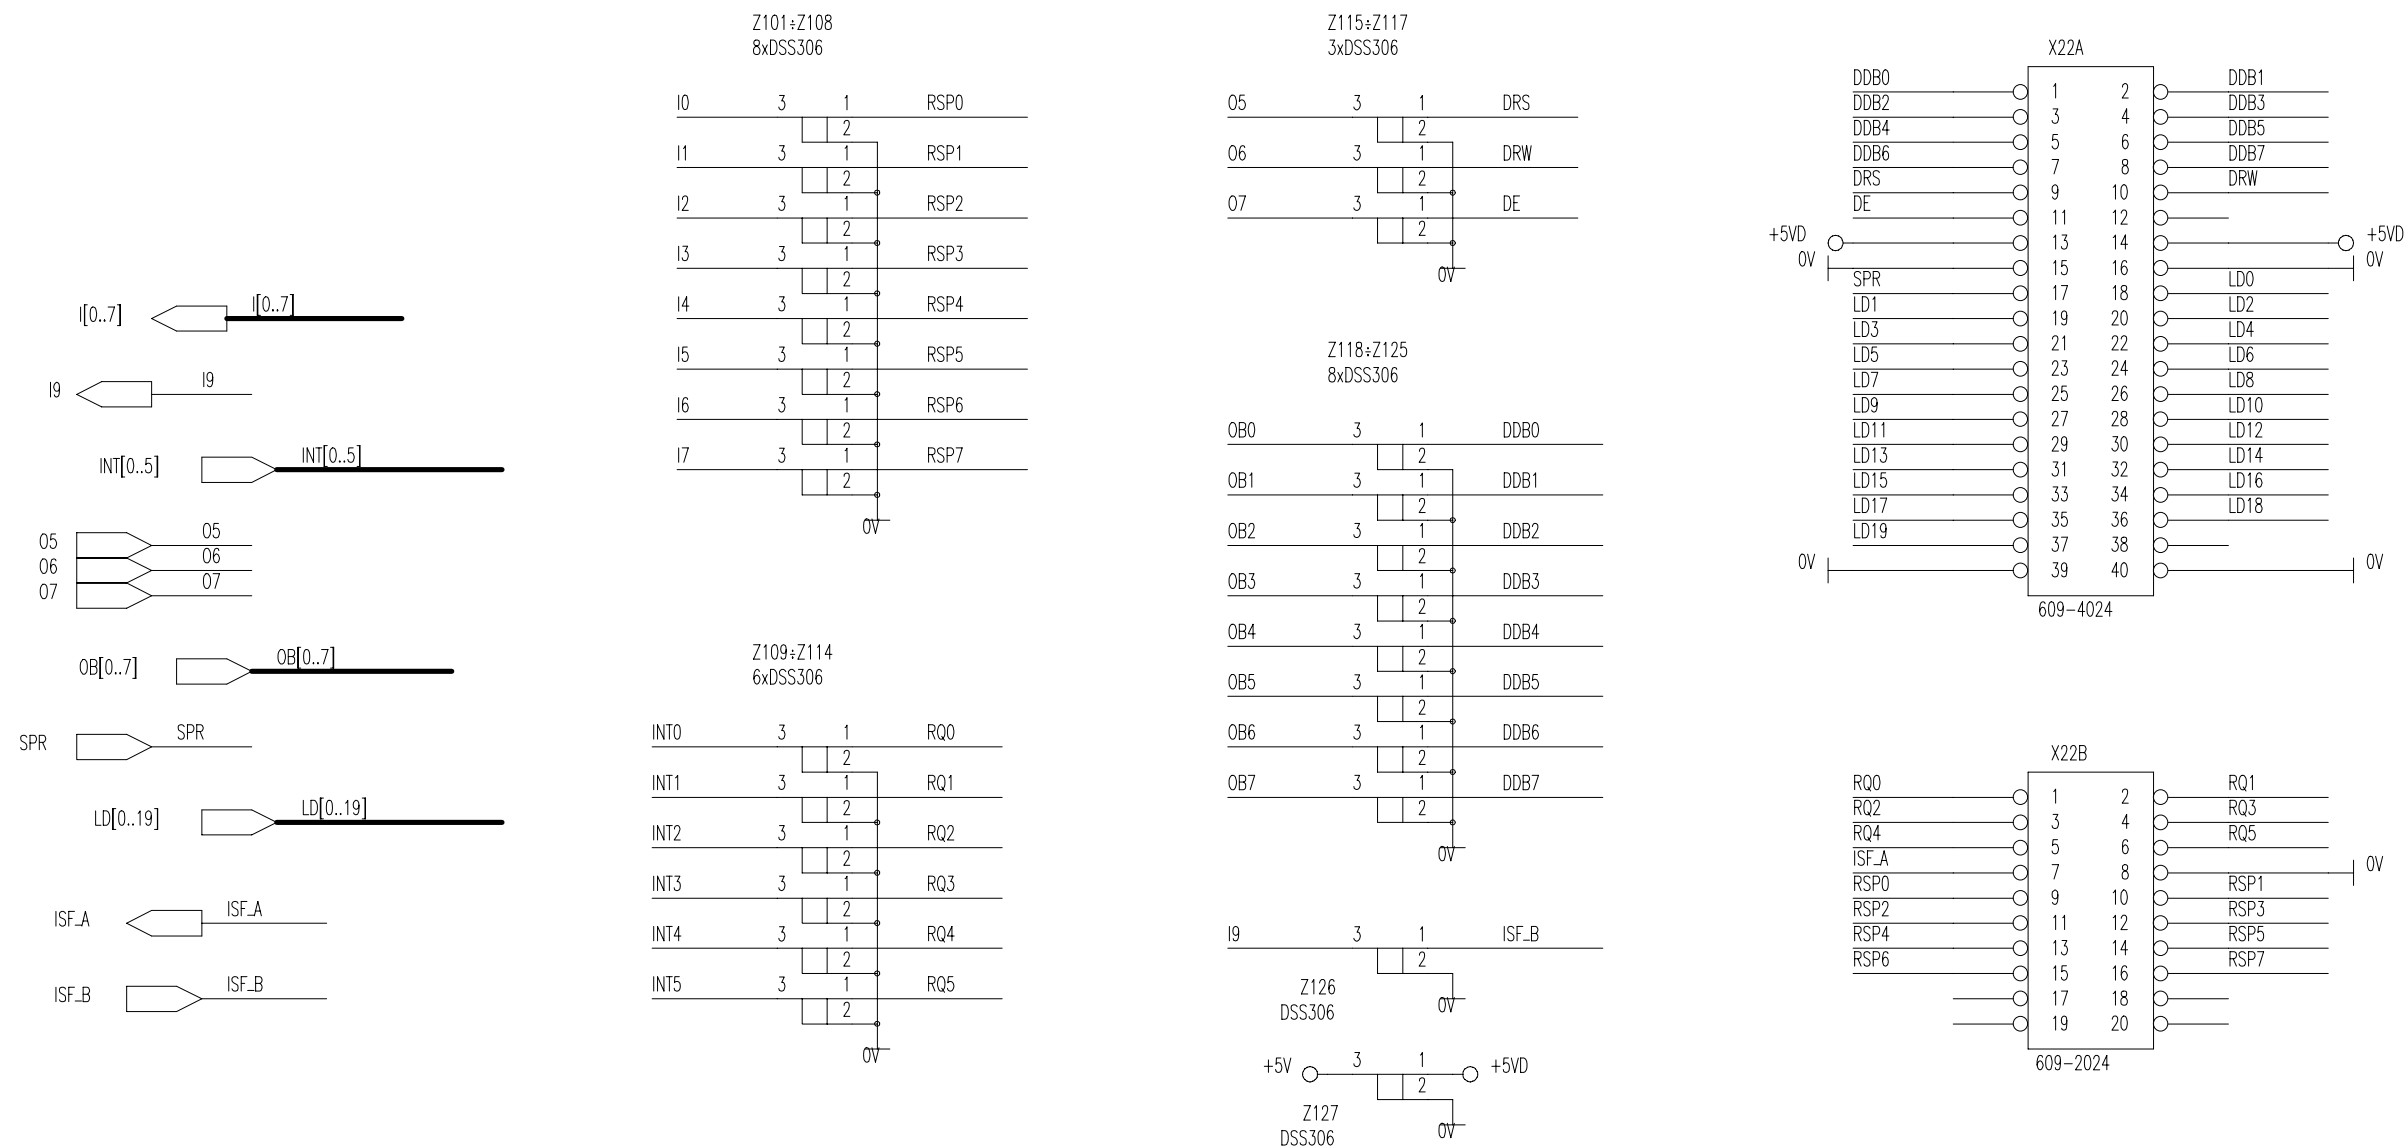 I[0..7] I[0..7]
I9 I9
INT[0..5] INT[0..5]
O5 O5
O6 O6
O7 O7
OB[0..7] OB[0..7]
SPR SPR
LD[0..19] LD[0..19]
ISF_A ISF_A
ISF_B ISF_B
Z101÷Z108
8xDSS306
I0 3 1 RSP0
2
I1 3 1 RSP1
2
I2 3 1 RSP2
2
I3 3 1 RSP3
2
I4 3 1 RSP4
2
I5 3 1 RSP5
2
I6 3 1 RSP6
2
I7 3 1 RSP7
2
0V
Z109÷Z114
6xDSS306
INT0 3 1 RQ0
2
INT1 3 1 RQ1
2
INT2 3 1 RQ2
2
INT3 3 1 RQ3
2
INT4 3 1 RQ4
2
INT5 3 1 RQ5
2
0V
Z115÷Z117
3xDSS306
O5 3 1 DRS
2
O6 3 1 DRW
2
O7 3 1 DE
2
0V
Z118÷Z125
8xDSS306
OB0 3 1 DDB0
2
OB1 3 1 DDB1
2
OB2 3 1 DDB2
2
OB3 3 1 DDB3
2
OB4 3 1 DDB4
2
OB5 3 1 DDB5
2
OB6 3 1 DDB6
2
OB7 3 1 DDB7
2
0V
I9 3 1 ISF_B
2
Z126
DSS306
0V
+5V 3 1 +5VD
2
Z127
DSS306
0V
X22A
DDB0 1 2 DDB1
DDB2 3 4 DDB3
DDB4 5 6 DDB5
DDB6 7 8 DDB7
DRS 9 10 DRW
DE 11 12
+5VD 13 14 +5VD
0V 15 16 0V
SPR 17 18 LD0
LD1 19 20 LD2
LD3 21 22 LD4
LD5 23 24 LD6
LD7 25 26 LD8
LD9 27 28 LD10
LD11 29 30 LD12
LD13 31 32 LD14
LD15 33 34 LD16
LD17 35 36 LD18
LD19 37 38
0V 39 40 0V
609-4024
X22B
RQ0 1 2 RQ1
RQ2 3 4 RQ3
RQ4 5 6 RQ5
ISF_A 7 8 0V
RSP0 9 10 RSP1
RSP2 11 12 RSP3
RSP4 13 14 RSP5
RSP6 15 16 RSP7
17 18
19 20
609-2024